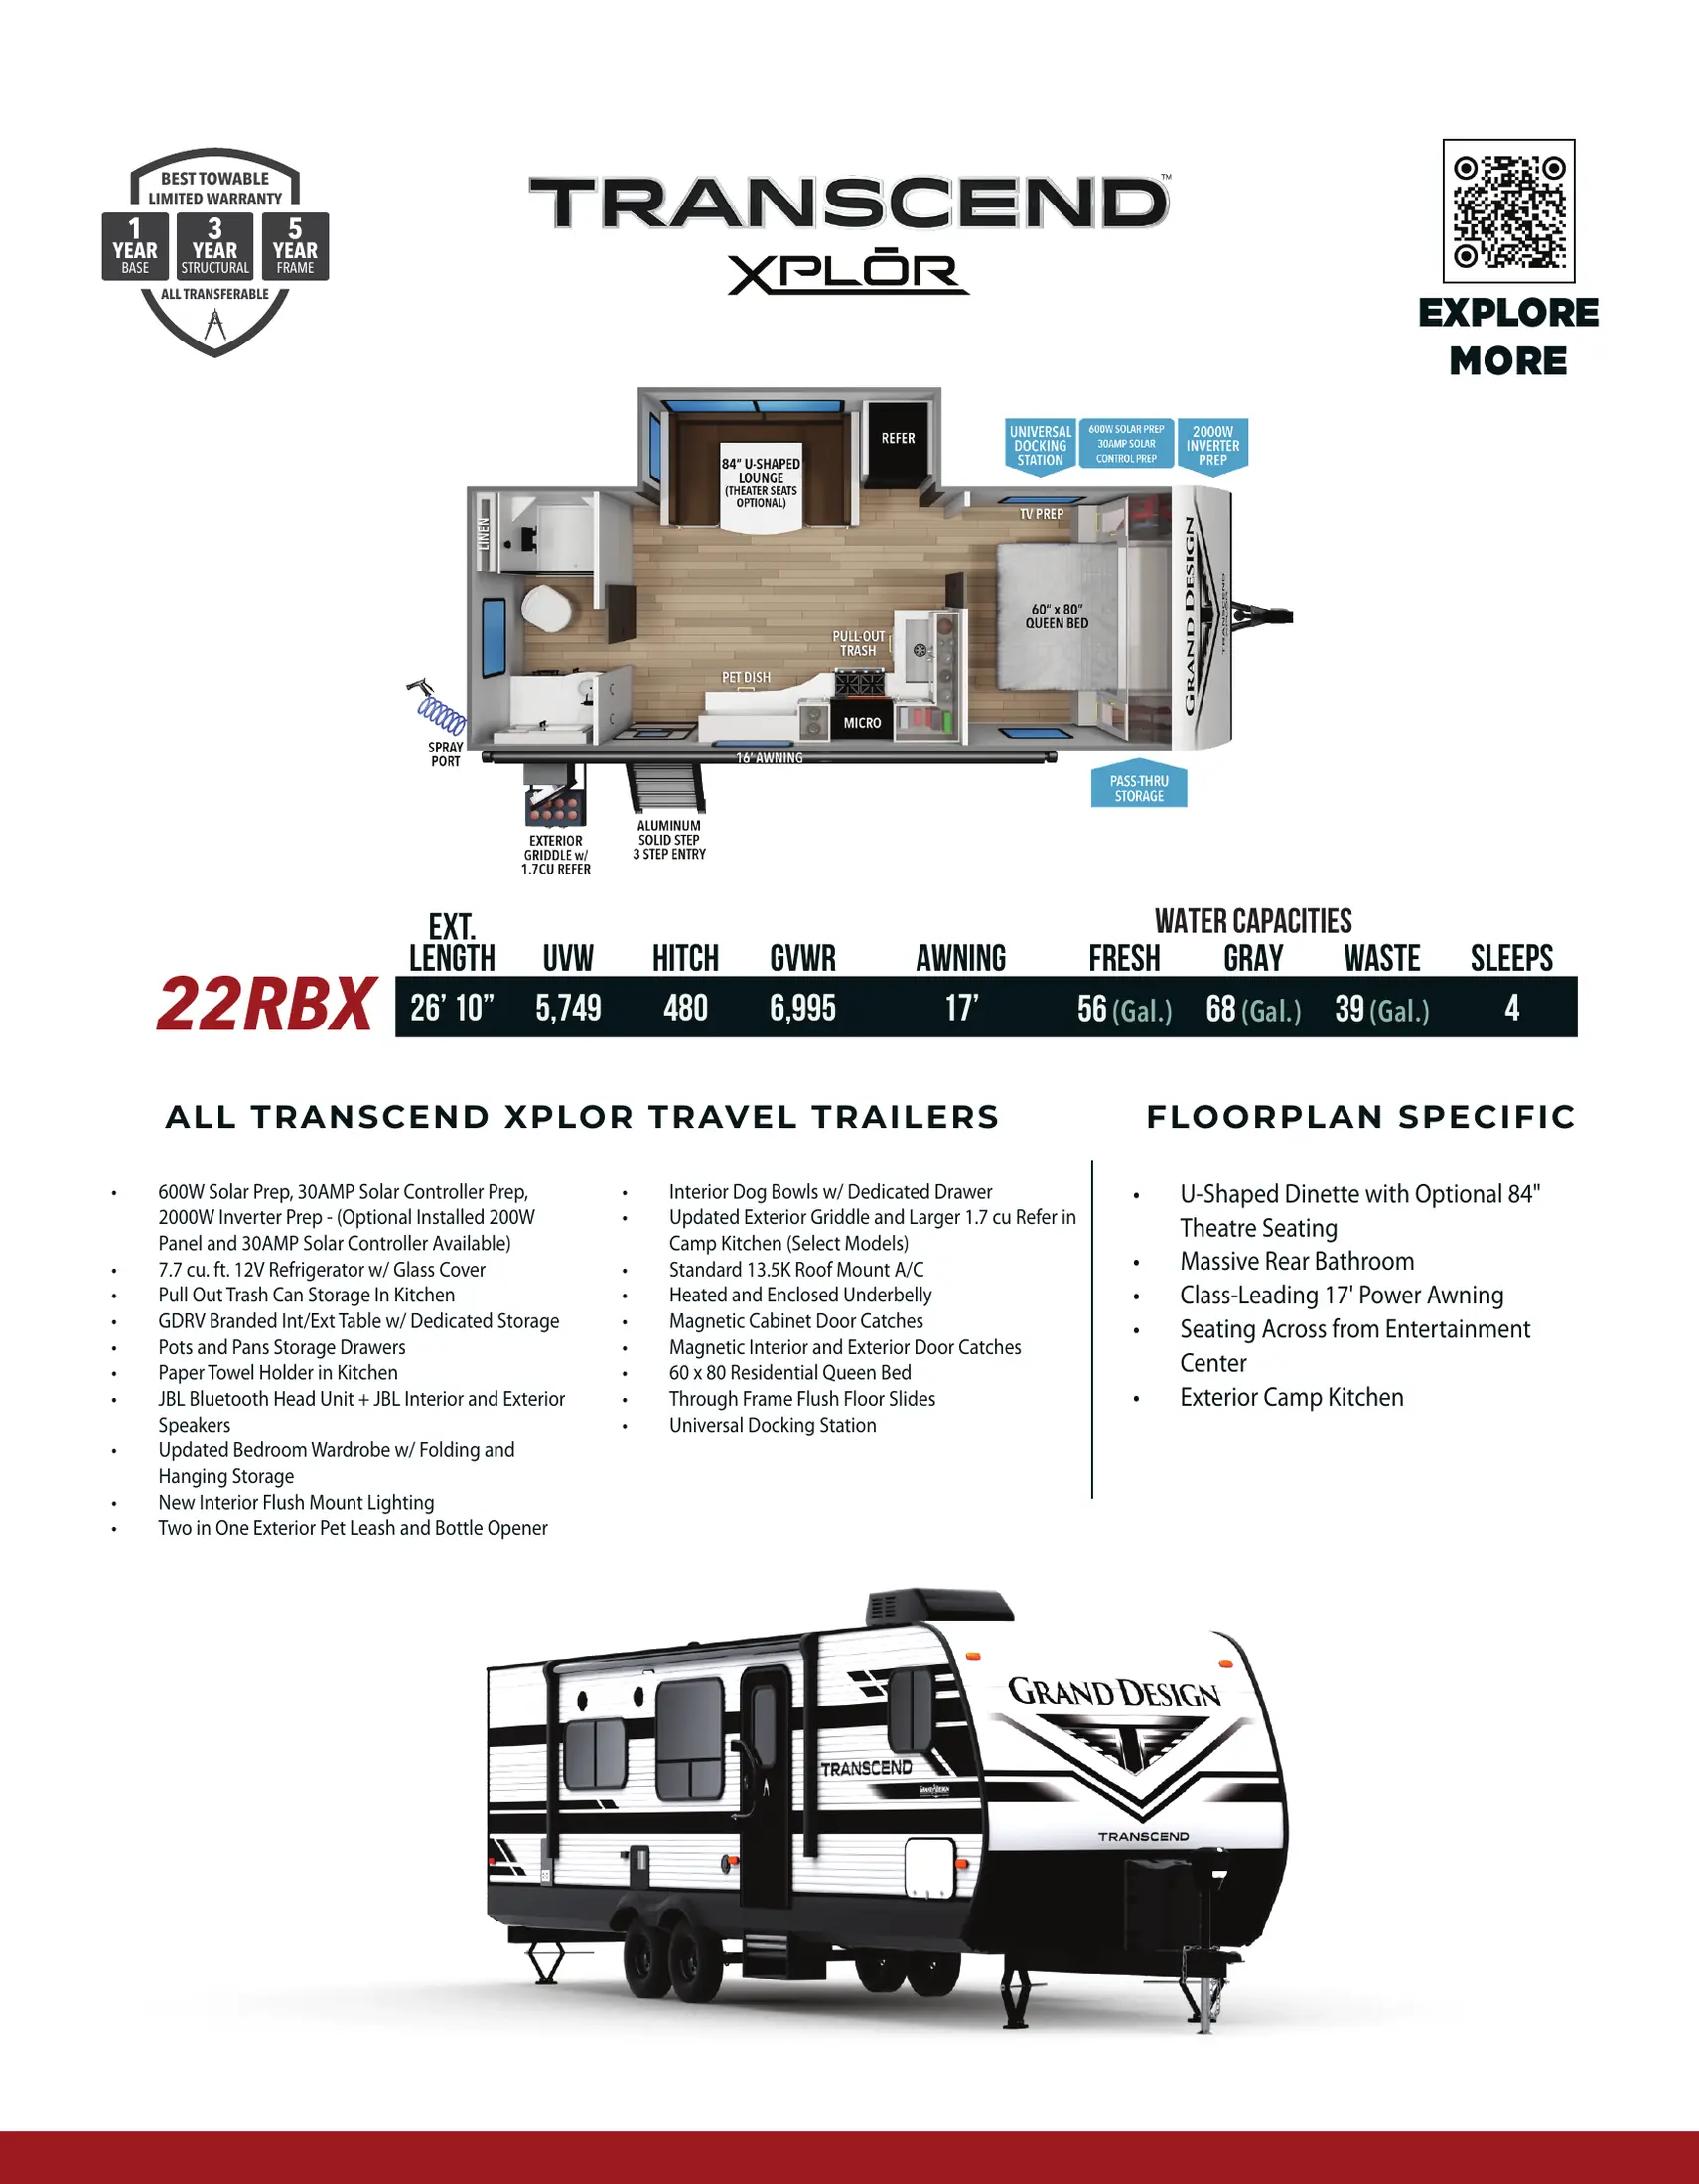 BEST TOWABLE
LIMITED WARRANTY
1
YEAR
BASE
3
YEAR
STRUCTURAL
5
YEAR
FRAME
ALL TRANSFERABLE
TRANSCEND™
XPLŌR
EXPLORE
MORE
REFER
84” U-SHAPED
LOUNGE
(THEATER SEATS
OPTIONAL)
UNIVERSAL
DOCKING
STATION
600W SOLAR PREP
30AMP SOLAR
CONTROL PREP
2000W
INVERTER
PREP
LINEN
TV PREP
60” x 80”
QUEEN BED
GRAND DESIGN
TRANSCEND
PULL-OUT
TRASH
PET DISH
MICRO
SPRAY
PORT
16' AWNING
PASS-THRU
STORAGE
EXTERIOR
GRIDDLE w/
1.7CU REFER
ALUMINUM
SOLID STEP
3 STEP ENTRY
WATER CAPACITIES
EXT.
LENGTH UVW HITCH GVWR AWNING FRESH GRAY WASTE SLEEPS
22RBX 26’ 10” 5,749 480 6,995 17’ 56 (Gal.) 68 (Gal.) 39 (Gal.) 4
ALL TRANSCEND XPLOR TRAVEL TRAILERS
• 600W Solar Prep, 30AMP Solar Controller Prep,
2000W Inverter Prep - (Optional Installed 200W
Panel and 30AMP Solar Controller Available)
• 7.7 cu. ft. 12V Refrigerator w/ Glass Cover
• Pull Out Trash Can Storage In Kitchen
• GDRV Branded Int/Ext Table w/ Dedicated Storage
• Pots and Pans Storage Drawers
• Paper Towel Holder in Kitchen
• JBL Bluetooth Head Unit + JBL Interior and Exterior
Speakers
• Updated Bedroom Wardrobe w/ Folding and
Hanging Storage
• New Interior Flush Mount Lighting
• Two in One Exterior Pet Leash and Bottle Opener
• Interior Dog Bowls w/ Dedicated Drawer
• Updated Exterior Griddle and Larger 1.7 cu Refer in
Camp Kitchen (Select Models)
• Standard 13.5K Roof Mount A/C
• Heated and Enclosed Underbelly
• Magnetic Cabinet Door Catches
• Magnetic Interior and Exterior Door Catches
• 60 x 80 Residential Queen Bed
• Through Frame Flush Floor Slides
• Universal Docking Station
FLOORPLAN SPECIFIC
• U-Shaped Dinette with Optional 84"
Theatre Seating
• Massive Rear Bathroom
• Class-Leading 17' Power Awning
• Seating Across from Entertainment
Center
• Exterior Camp Kitchen
GRAND DESIGN
TRANSCEND
GRAND DESIGN
TRANSCEND